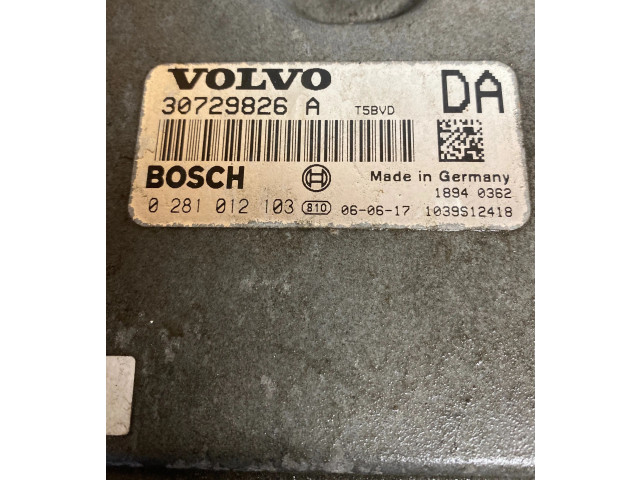 VOLVO DA
30729826 A T5BVD
BOSCH Made in Germany
1894 0362
0 281 012 103 810 06-06-17 1039S12418